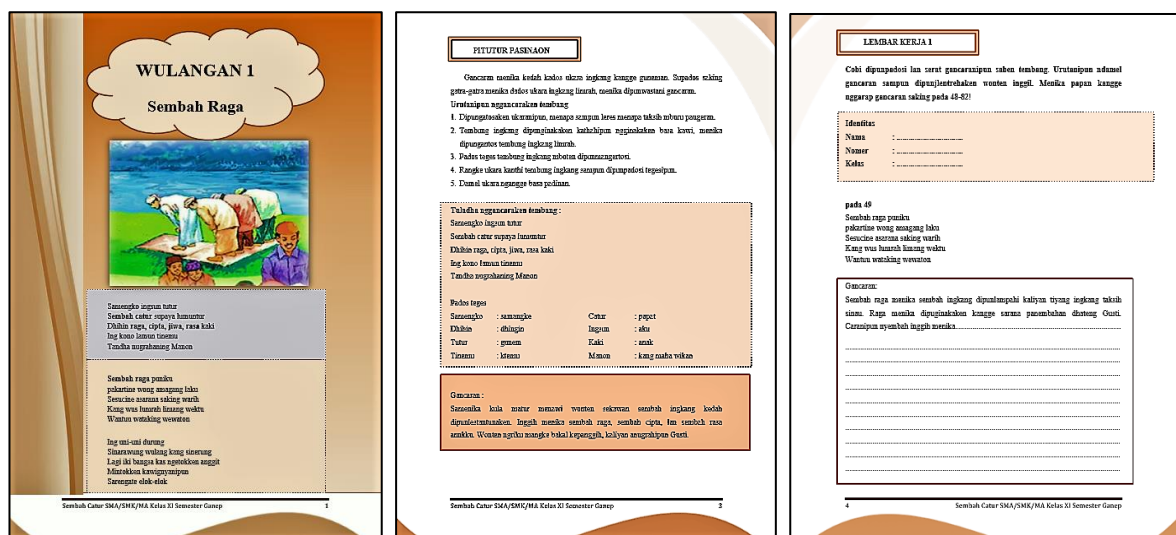 WULANGAN 1
Sembah Raga
Samengko ingsun tutur
Sembah catur supaya lumuntur
Dhihin raga, cipta, jiwa, rasa kaki
Ing kono lamun tinemu
Tandha nugrahaning Manon
Sembah raga puniku
pakartine wong amagang laku
Sesucine asarana saking warih
Kang wus lumrah limang wektu
Wantun wataking wewaton
Ing uni-uni durung
Sinarawung wulang kang sinerung
Lagi iki bangsa kas ngetokken anggit
Mintokken kawignyanipun
Sarengate elok-elok
Sembah Catur SMA/SMK/MA Kelas XI Semester Ganep 1
PITUTUR PASINAON
Gancaran menika kedah kados ukara ingkang kangge gunaman. Supados saking
gatra-gatra menika dados ukara ingkang limrah, menika dipunwastani gancaran.
Urutanipun nggancaraken tembang
1. Dipungatosaken ukaranipun, menapa sampun leres menapa taksih mburu paugeran.
2. Tembung ingkang dipunginakaken kathahipun ngginakaken basa kawi, menika
dipungantos tembung ingkang limrah.
3. Pados teges tembung ingkang mboten dipunmangertosi.
4. Rangke ukara kanthi tembung ingkang sampun dipunpadosi tegesipun.
5. Damel ukara ngangge basa padinan.
Tuladha nggancaraken tembang :
Samengko ingsun tutur
Sembah catur supaya lumuntur
Dhihin raga, cipta, jiwa, rasa kaki
Ing kono lamun tinemu
Tandha nugrahaning Manon
Pados teges
Samengko : samangke Catur : papat
Dhihin : dhingin Ingsun : aku
Tutur : gunem Kaki : anak
Tinemu : ktemu Manon : kang maha wikan
Gancaran :
Samenika kula matur menawi wonten sekawan sembah ingkang kedah
dipunlestantunaken. Inggih menika sembah raga, sembah cipta, lan sembah rasa
anakku. Wonten ngriku mangke bakal kepanggih, kaliyan anugrahipun Gusti.
Sembah Catur SMA/SMK/MA Kelas XI Semester Ganep 3
LEMBAR KERJA 1
Cobi dipunpadosi lan serat gancaranipun saben tembang. Urutanipun ndamel
gancaran sampun dipunjlentrehaken wonten inggil. Menika papan kangge
nggarap gancaran saking pada 48-82!
Identitas
Nama : ..............................
Nomer : ..............................
Kelas : ..............................
pada 49
Sembah raga puniku
pakartine wong amagang laku
Sesucine asarana saking warih
Kang wus lumrah limang wektu
Wantun wataking wewaton
Gancaran:
Sembah raga menika sembah ingkang dipunlampahi kaliyan tiyang ingkang taksih
sinau. Raga menika dipuginakaken kangge sarana panembahan dhateng Gusti.
Caranipun nyembah inggih menika..............................
4 Sembah Catur SMA/SMK/MA Kelas XI Semester Ganep